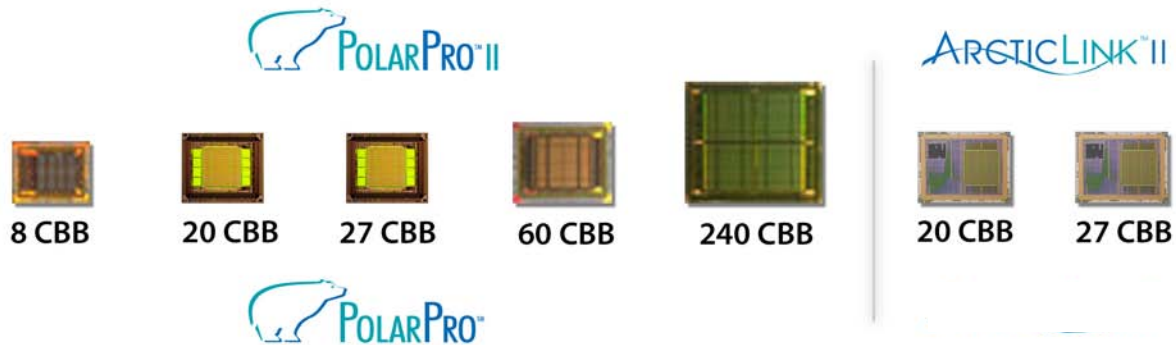 POLARPRO™ II
ARCTICLINK™ II
8 CBB
20 CBB
27 CBB
60 CBB
240 CBB
20 CBB
27 CBB
POLARPRO™